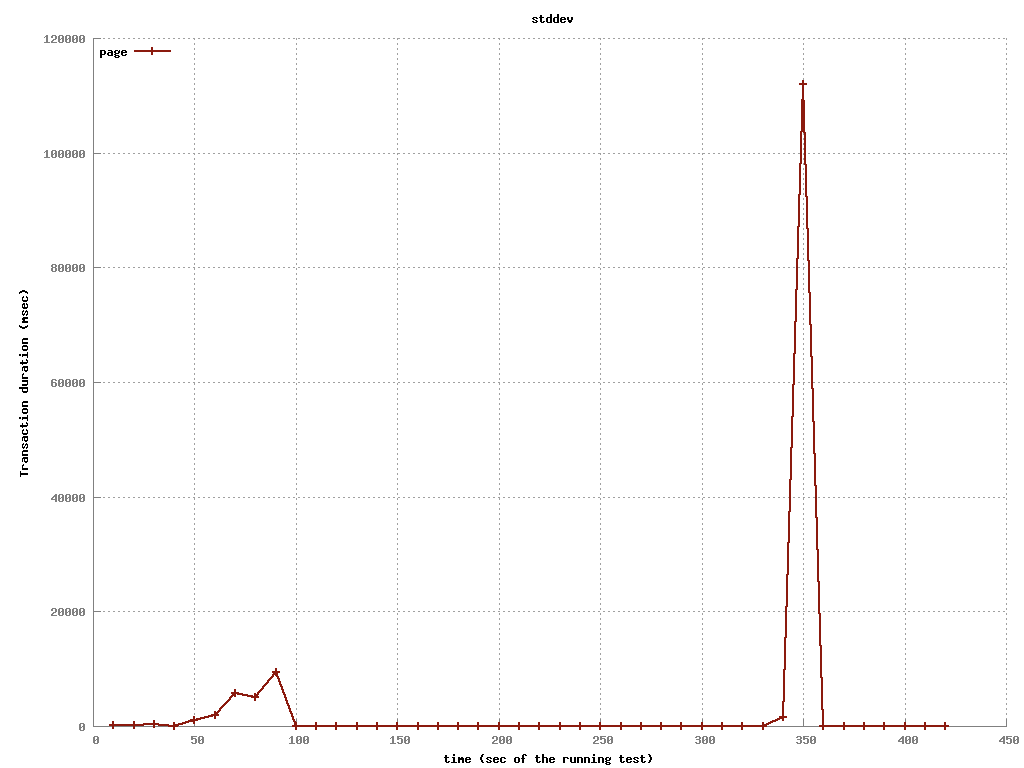 stddev
page
120000
100000
80000
60000
40000
20000
0
Transaction duration (msec)
0 50 100 150 200 250 300 350 400 450
time (sec of the running test)